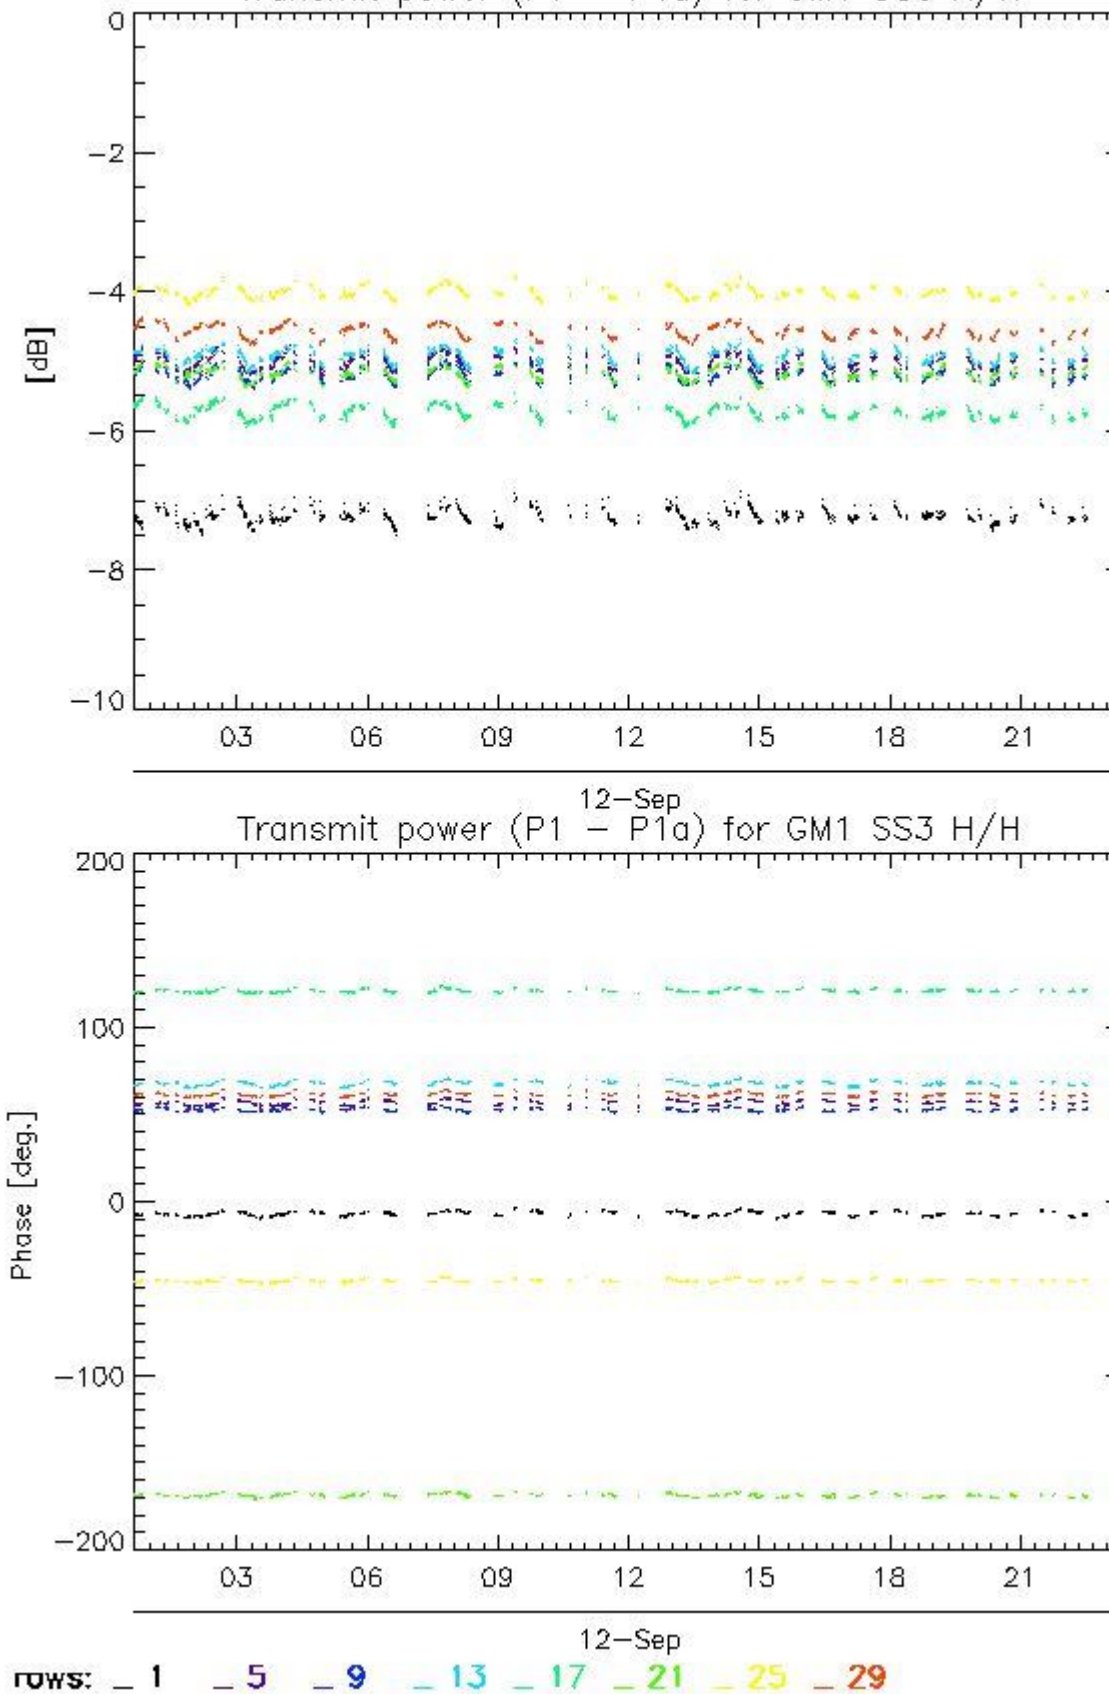 0
−2
−4
[dB]
−6
−8
−10
03 06 09 12 15 18 21
12−Sep
Transmit power (P1 − P1a) for GM1 SS3 H/H
200
100
0
Phase [deg.]
−100
−200
03 06 09 12 15 18 21
12−Sep
rows: _ 1 _ 5 _ 9 _ 13 _ 17 _ 21 _ 25 _ 29